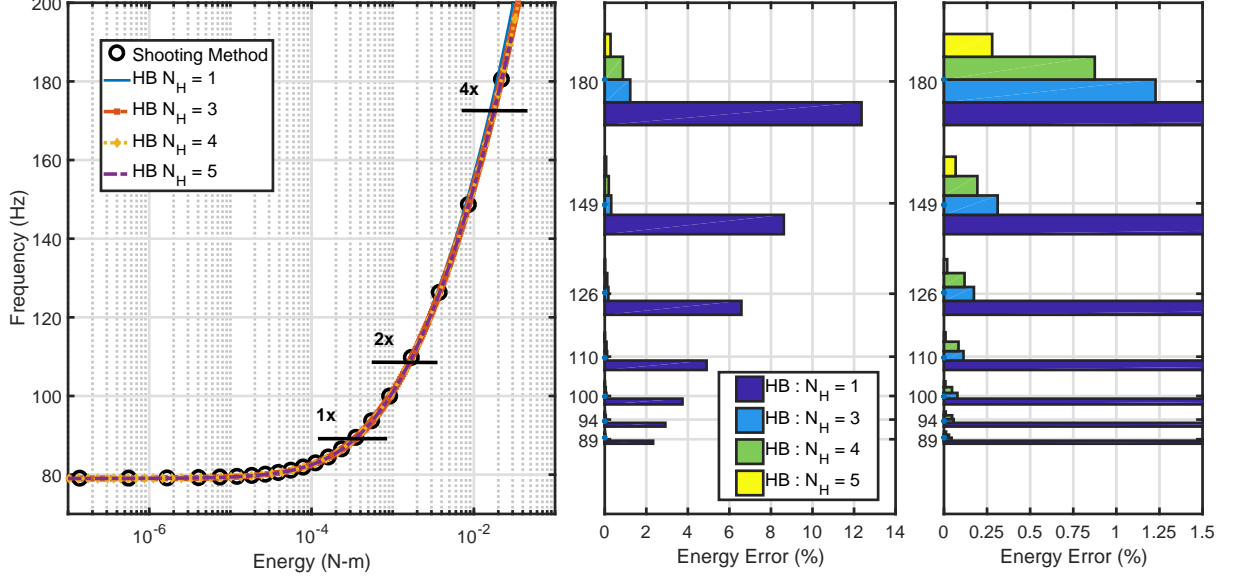 200
180
160
140
120
100
80
Frequency (Hz)
Shooting Method
HB N_H = 1
HB N_H = 3
HB N_H = 4
HB N_H = 5
4x
2x
1x
10^-6
10^-4
10^-2
Energy (N-m)
180
149
126
110
100
94
89
HB : N_H = 1
HB : N_H = 3
HB : N_H = 4
HB : N_H = 5
0 2 4 6 8 10 12 14
Energy Error (%)
180
149
126
110
100
94
89
0 0.25 0.75 1 1.5
Energy Error (%)